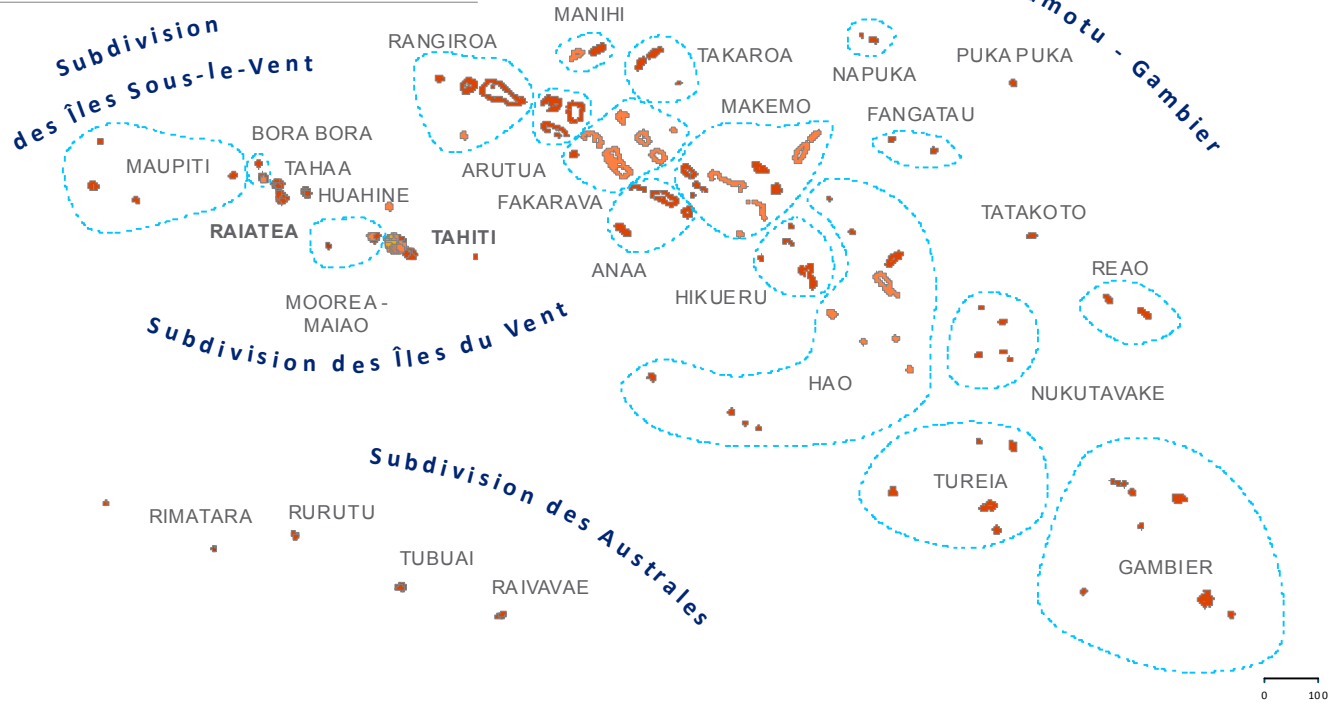 MANIHI
Subdivision
des Îles Sous-le-Vent
RANGIROA
TAKAROA
NAPUKA
PUKA PUKA
Gambier
MAKEMO
FANGATAU
BORA BORA
MAUPITI
TAHAA
HUAHINE
ARUTUA
FAKARAVA
RAIATEA
TAHITI
TATAKOTO
ANAA
REAO
HIKUERU
MOOREA -
MAIAO
Subdivision des Îles du Vent
HAO
NUKUTAVAKE
Subdivision des Australes
TUREIA
RIMATARA
RURUTU
TUBUAI
RAIVAVAE
GAMBIER
0 100